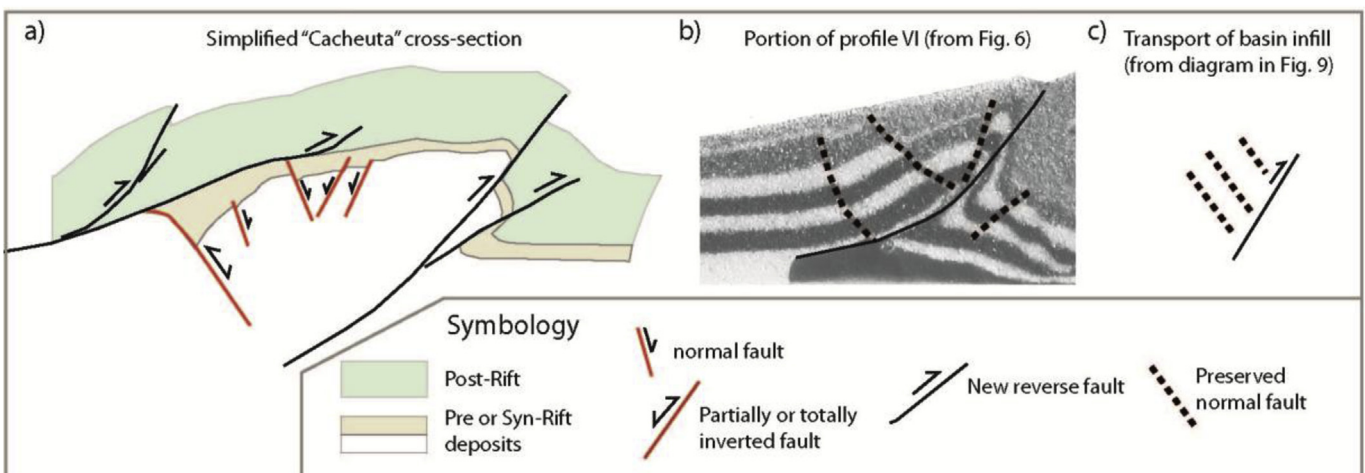 a)
Simplified "Cacheuta" cross-section
b)
Portion of profile VI (from Fig. 6)
c)
Transport of basin infill
(from diagram in Fig. 9)
Symbology
Post-Rift
Pre or Syn-Rift
deposits
normal fault
Partially or totally
inverted fault
New reverse fault
Preserved
normal fault